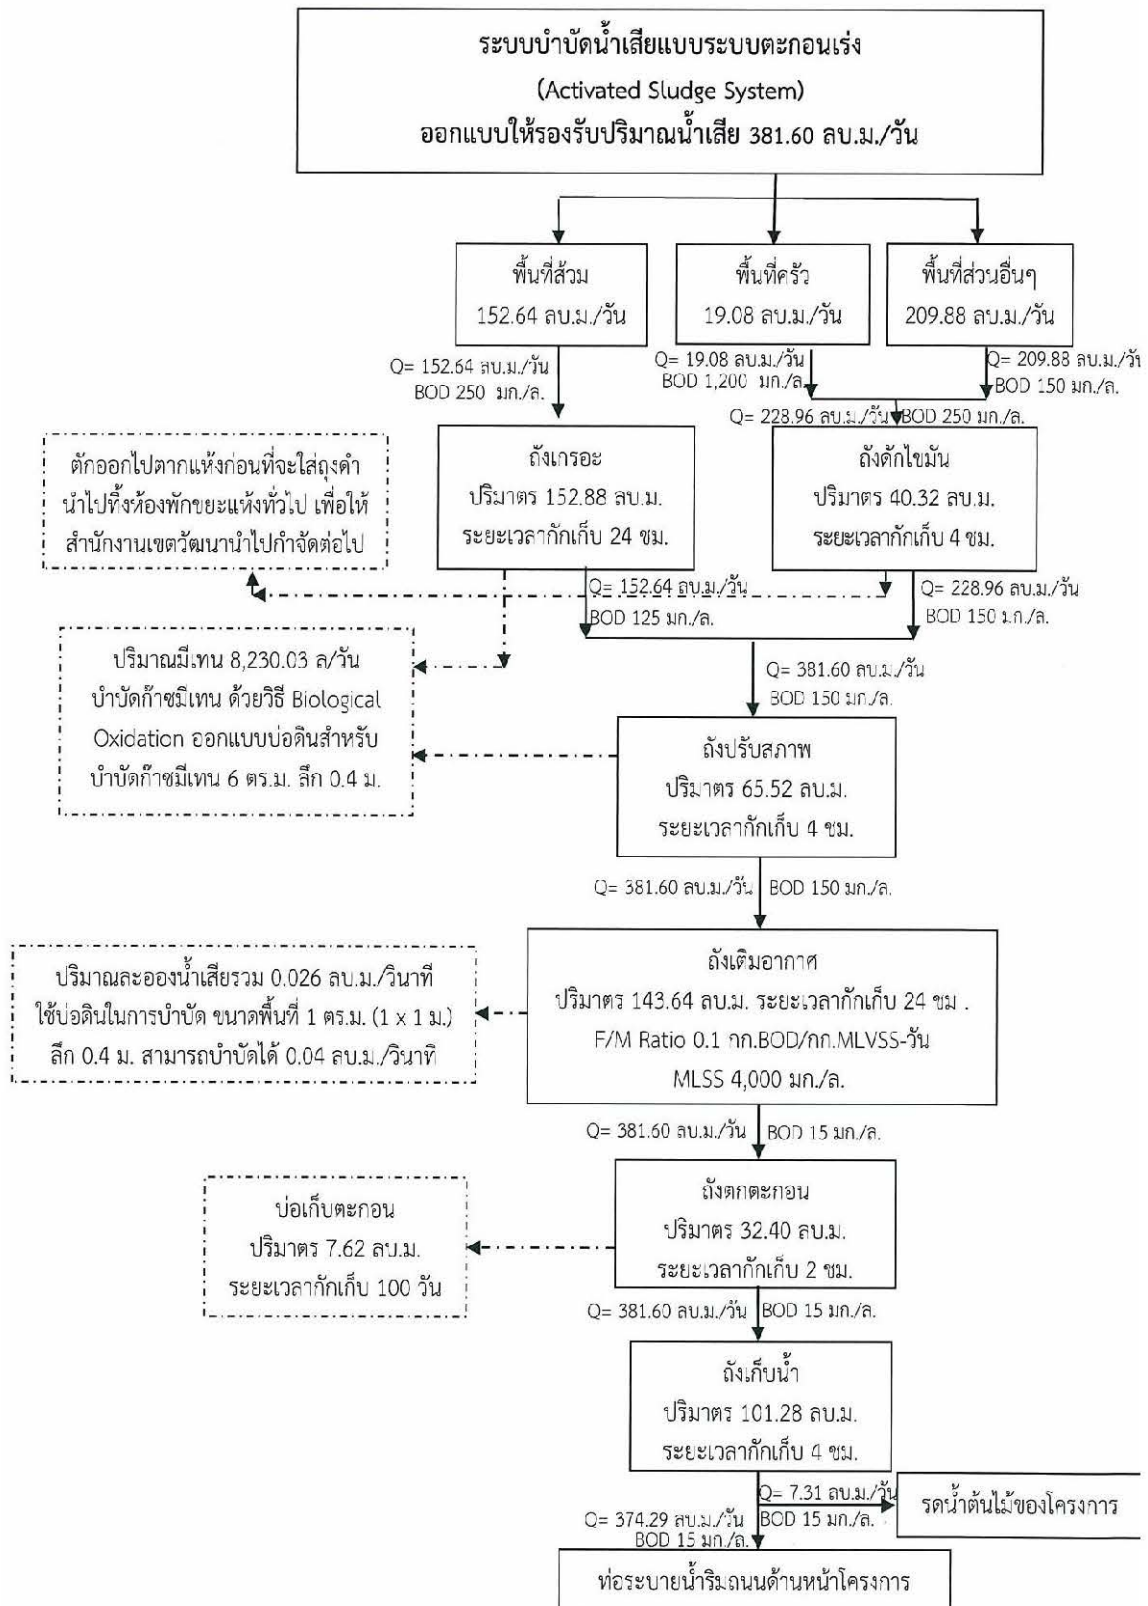 ระบบบำบัดน้ำเสียแบบระบบตะกอนเร่ง
(Activated Sludge System)
ออกแบบให้รองรับปริมาณน้ำเสีย 381.60 ลบ.ม./วัน
พื้นที่ส้วม
152.64 ลบ.ม./วัน
พื้นที่ครัว
19.08 ลบ.ม./วัน
พื้นที่ส่วนอื่นๆ
209.88 ลบ.ม./วัน
Q= 152.64 ลบ.ม./วัน
BOD 250 มก./ล.
Q= 19.08 ลบ.ม./วัน
BOD 1,200 มก./ล.
Q= 209.88 ลบ.ม./วัน
BOD 150 มก./ล.
Q= 228.96 ลบ.ม./วัน BOD 250 มก./ล.
ตักออกไปตากแห้งก่อนที่จะใส่ถุงดำ
นำไปทิ้งห้องพักขยะแห้งทั่วไป เพื่อให้
สำนักงานเขตวัฒนานำไปกำจัดต่อไป
ถังเกรอะ
ปริมาตร 152.88 ลบ.ม.
ระยะเวลากักเก็บ 24 ชม.
ถังดักไขมัน
ปริมาตร 40.32 ลบ.ม.
ระยะเวลากักเก็บ 4 ชม.
Q= 152.64 ลบ.ม./วัน
BOD 125 มก./ล.
Q= 228.96 ลบ.ม./วัน
BOD 150 มก./ล.
ปริมาณมีเทน 8,230.03 ล/วัน
บำบัดก๊าซมีเทน ด้วยวิธี Biological
Oxidation ออกแบบบ่อดินสำหรับ
บำบัดก๊าซมีเทน 6 ตร.ม. ลึก 0.4 ม.
Q= 381.60 ลบ.ม./วัน
BOD 150 มก./ล.
ถังปรับสภาพ
ปริมาตร 65.52 ลบ.ม.
ระยะเวลากักเก็บ 4 ชม.
Q= 381.60 ลบ.ม./วัน BOD 150 มก./ล.
ปริมาณละอองน้ำเสียรวม 0.026 ลบ.ม./วินาที
ใช้บ่อดินในการบำบัด ขนาดพื้นที่ 1 ตร.ม. (1 x 1 ม.)
ลึก 0.4 ม. สามารถบำบัดได้ 0.04 ลบ.ม./วินาที
ถังเติมอากาศ
ปริมาตร 143.64 ลบ.ม. ระยะเวลากักเก็บ 24 ชม .
F/M Ratio 0.1 กก.BOD/กก.MLVSS-วัน
MLSS 4,000 มก./ล.
Q= 381.60 ลบ.ม./วัน BOD 15 มก./ล.
บ่อเก็บตะกอน
ปริมาตร 7.62 ลบ.ม.
ระยะเวลากักเก็บ 100 วัน
ถังตกตะกอน
ปริมาตร 32.40 ลบ.ม.
ระยะเวลากักเก็บ 2 ชม.
Q= 381.60 ลบ.ม./วัน BOD 15 มก./ล.
ถังเก็บน้ำ
ปริมาตร 101.28 ลบ.ม.
ระยะเวลากักเก็บ 4 ชม.
Q= 7.31 ลบ.ม./วัน
BOD 15 มก./ล.
รดน้ำต้นไม้ของโครงการ
Q= 374.29 ลบ.ม./วัน
BOD 15 มก./ล.
ท่อระบายน้ำริมถนนด้านหน้าโครงการ